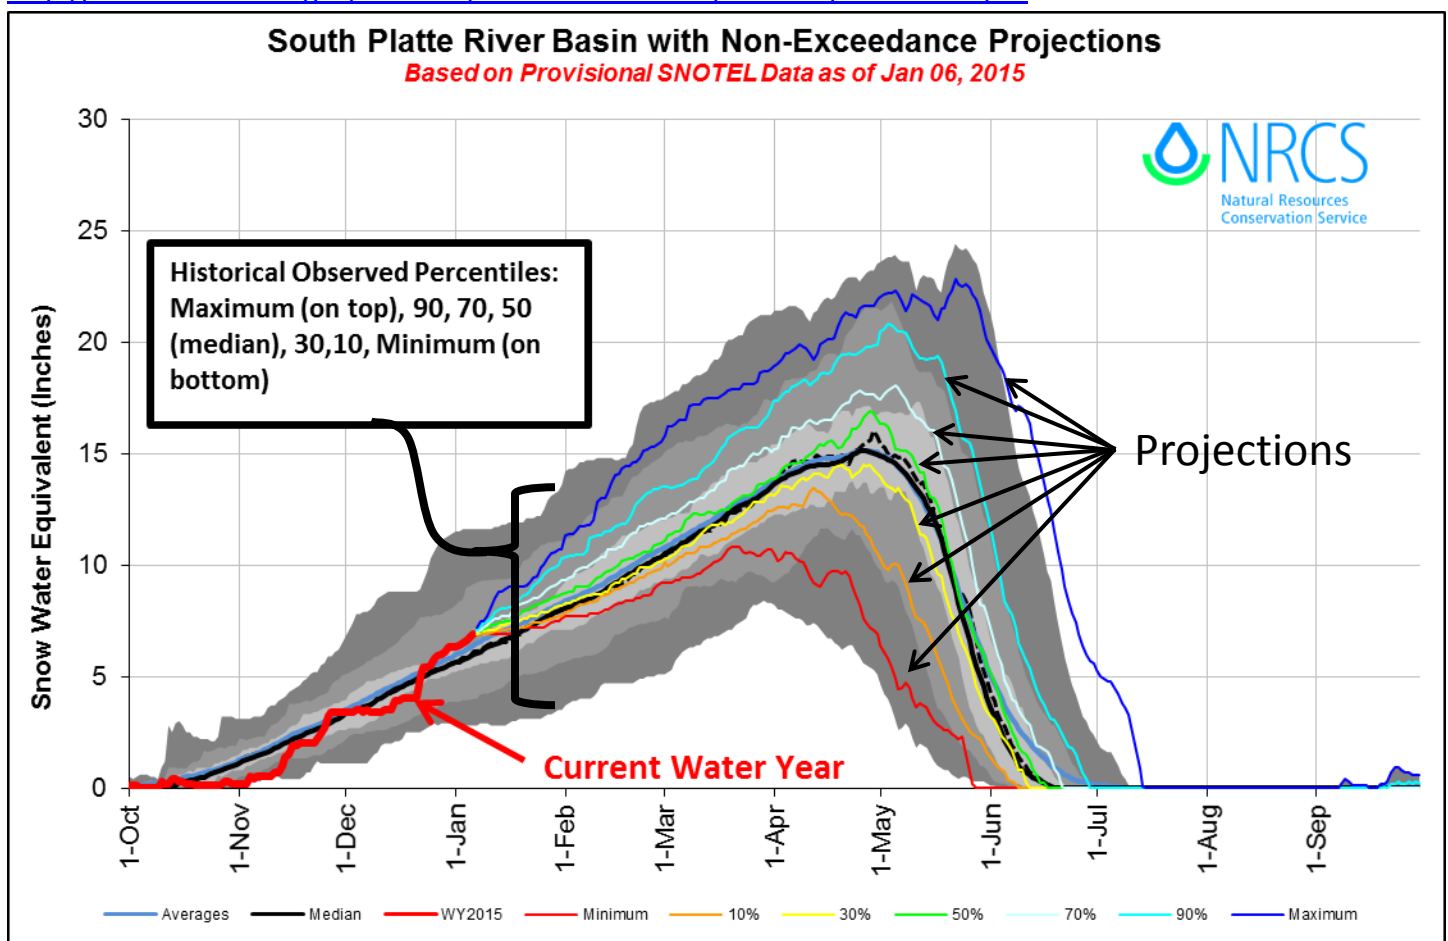 South Platte River Basin with Non-Exceedance Projections
Based on Provisional SNOTEL Data as of Jan 06, 2015
NRCS
Natural Resources
Conservation Service
Historical Observed Percentiles:
Maximum (on top), 90, 70, 50
(median), 30,10, Minimum (on
bottom)
Projections
Current Water Year
Snow Water Equivalent (Inches)
30
25
20
15
10
5
0
1-Oct
1-Nov
1-Dec
1-Jan
1-Feb
1-Mar
1-Apr
1-May
1-Jun
1-Jul
1-Aug
1-Sep
Averages Median WY2015 Minimum 10% 30% 50% 70% 90% Maximum